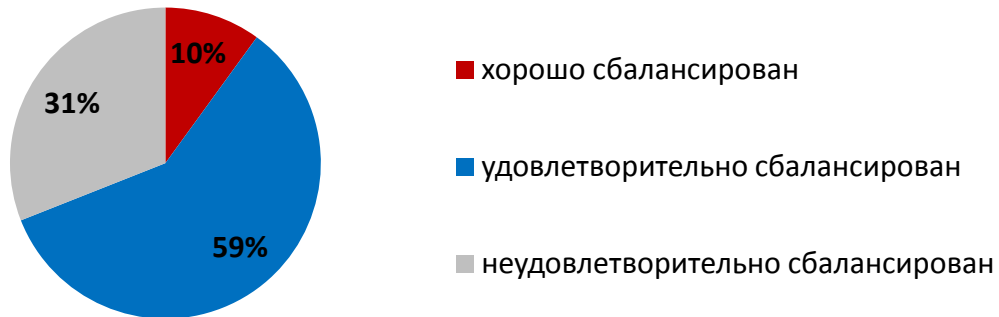 10%
хорошо сбалансирован
31%
удовлетворительно сбалансирован
59%
неудовлетворительно сбалансирован